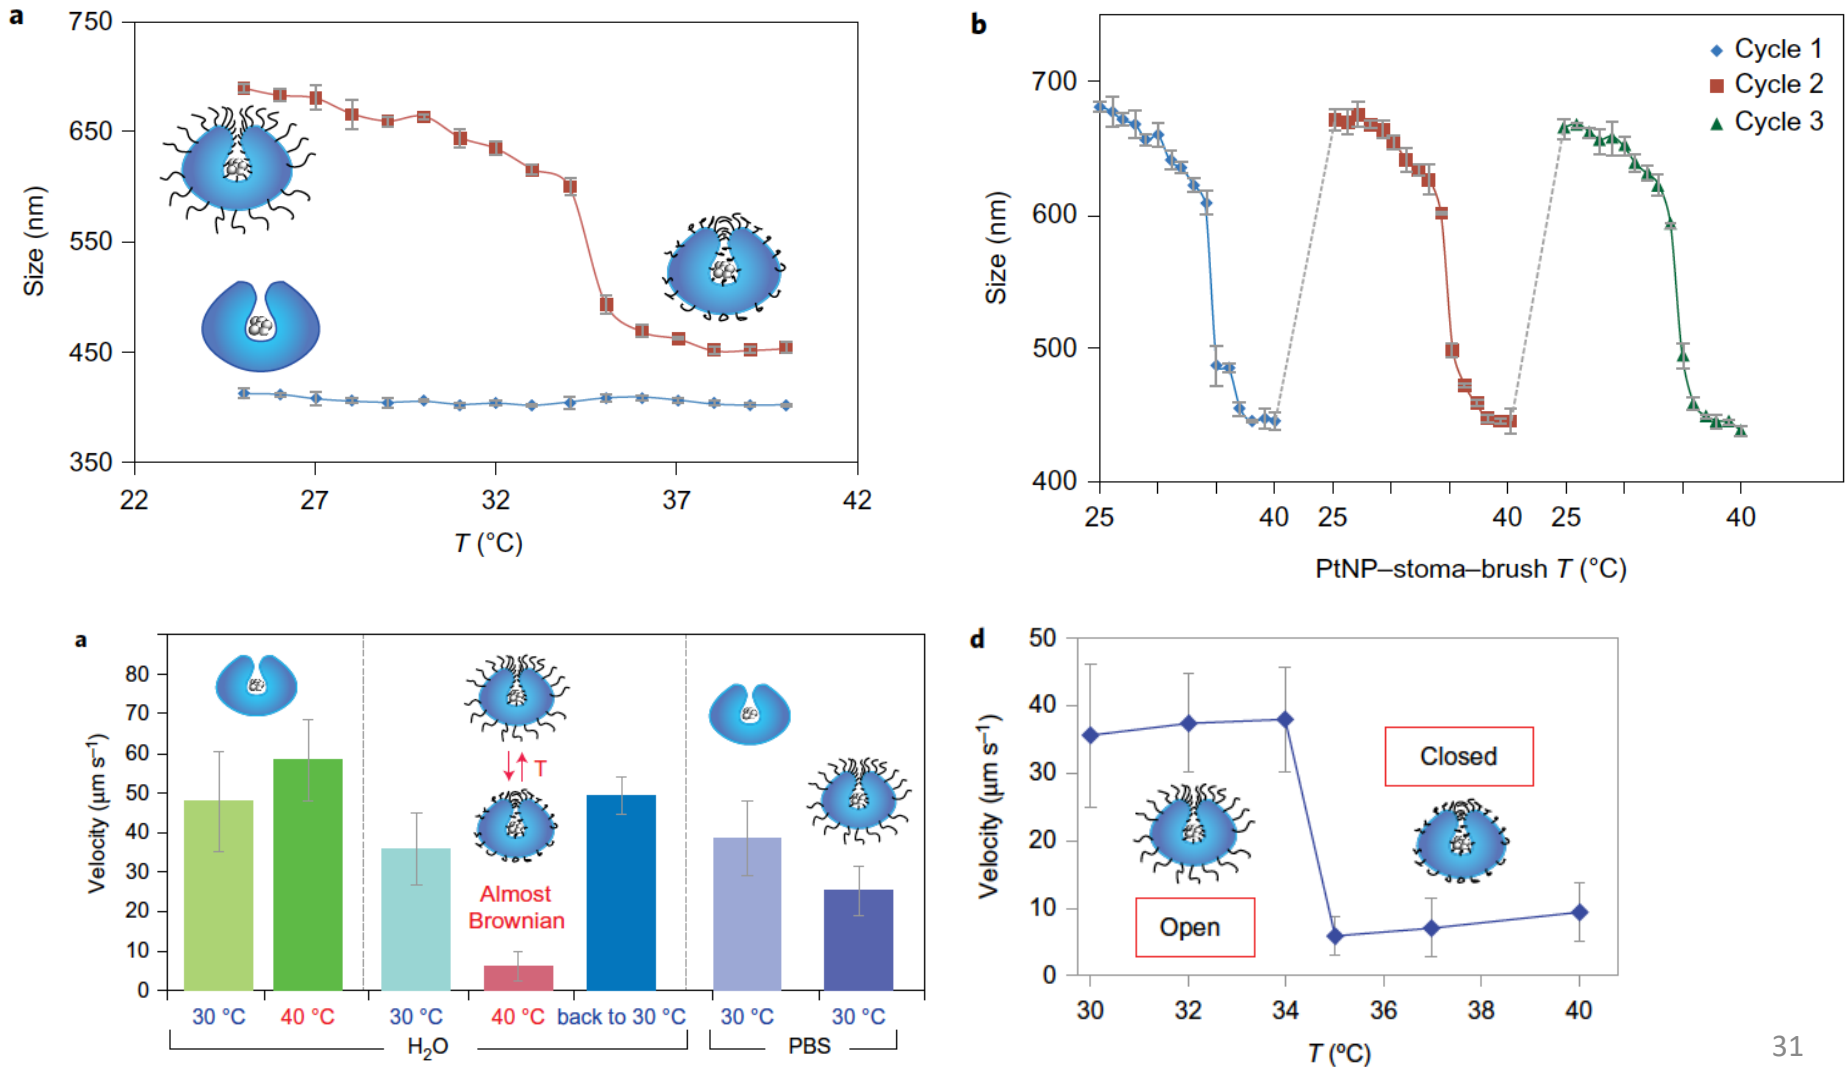 a
750
650
550
450
350
Size (nm)
22 27 32 37 42
T (°C)
b
Cycle 1
Cycle 2
Cycle 3
700
600
500
400
Size (nm)
25 40 25 40 25 40
PtNP–stoma–brush T (°C)
a
80
70
60
50
40
30
20
10
0
Velocity (µm s⁻¹)
T
Almost
Brownian
30 °C 40 °C 30 °C 40 °C back to 30 °C 30 °C 30 °C
H₂O PBS
d
50
40
30
20
10
0
Velocity (µm s⁻¹)
Closed
Open
30 32 34 36 38 40
T (ºC)
31